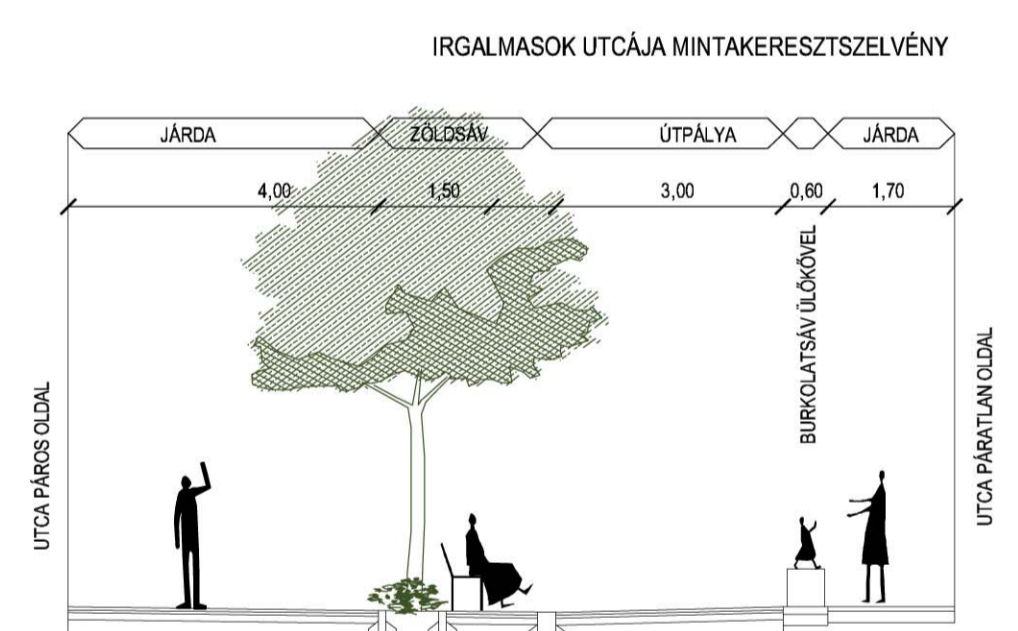 IRGALMASOK UTCÁJA MINTAKERESZTSZELVÉNY
JÁRDA ZÖLDSÁV ÚTPÁLYA JÁRDA
4,00 1,50 3,00 0,60 1,70
UTCA PÁROS OLDAL
BURKOLATSÁV ÜLŐKŐVEL
UTCA PÁRATLAN OLDAL